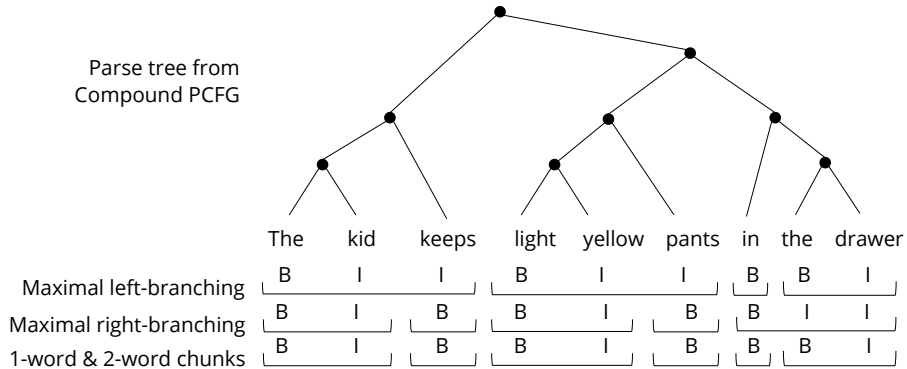 Parse tree from
Compound PCFG
The kid keeps light yellow pants in the drawer
Maximal left-branching B I I B I I B B I
Maximal right-branching B I B B I B B I I
1-word & 2-word chunks B I B B I B B B I